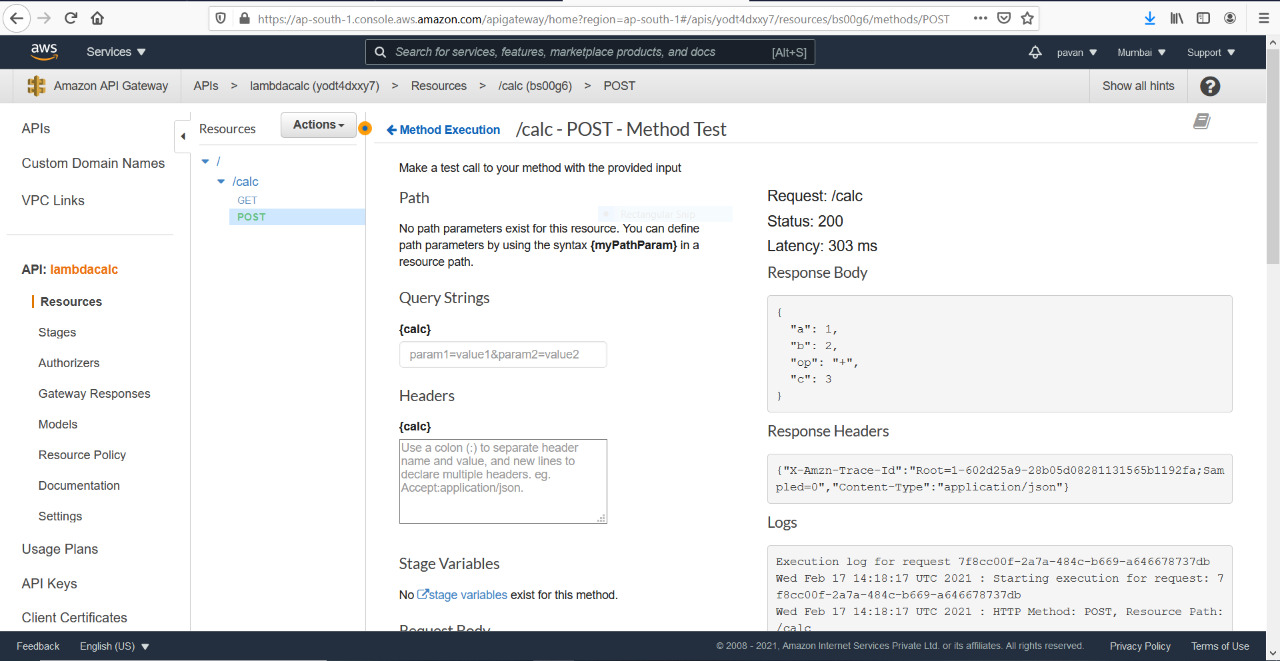 https://ap-south-1.console.aws.amazon.com/apigateway/home?region=ap-south-1#/apis/yodt4dxxy7/resources/bs00g6/methods/POST
aws Services Search for services, features, marketplace products, and docs [Alt+S] pavan Mumbai Support
Amazon API Gateway APIs > lambdacalc (yodt4dxxy7) > Resources > /calc (bs00g6) > POST Show all hints ?
APIs
Custom Domain Names
VPC Links
API: lambdacalc
Resources
Stages
Authorizers
Gateway Responses
Models
Resource Policy
Documentation
Settings
Usage Plans
API Keys
Client Certificates
Resources Actions
/
/calc
GET
POST
Method Execution /calc - POST - Method Test
Make a test call to your method with the provided input
Path
Rectangular Snip
No path parameters exist for this resource. You can define
path parameters by using the syntax {myPathParam} in a
resource path.
Query Strings
{calc}
param1=value1&param2=value2
Headers
{calc}
Use a colon (:) to separate header
name and value, and new lines to
declare multiple headers. eg.
Accept:application/json.
Stage Variables
No stage variables exist for this method.
Request Body
Request: /calc
Status: 200
Latency: 303 ms
Response Body
{
"a": 1,
"b": 2,
"op": "+",
"c": 3
}
Response Headers
{"X-Amzn-Trace-Id":"Root=1-602d25a9-28b05d08281131565b1192fa;Sam
pled=0","Content-Type":"application/json"}
Logs
Execution log for request 7f8cc00f-2a7a-484c-b669-a646678737db
Wed Feb 17 14:18:17 UTC 2021 : Starting execution for request: 7
f8cc00f-2a7a-484c-b669-a646678737db
Wed Feb 17 14:18:17 UTC 2021 : HTTP Method: POST, Resource Path:
/calc
Feedback English (US) © 2008 - 2021, Amazon Internet Services Private Ltd. or its affiliates. All rights reserved. Privacy Policy Terms of Use